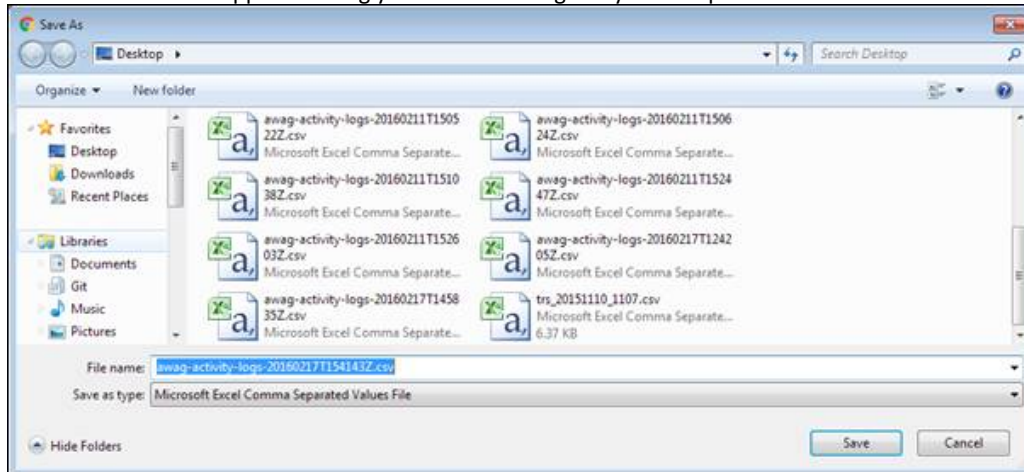 Save As
Desktop
Search Desktop
Organize
New folder
Favorites
Desktop
Downloads
Recent Places
Libraries
Documents
Git
Music
Pictures
awag-activity-logs-20160211T1505
22Z.csv
Microsoft Excel Comma Separate...
awag-activity-logs-20160211T1506
24Z.csv
Microsoft Excel Comma Separate...
awag-activity-logs-20160211T1510
38Z.csv
Microsoft Excel Comma Separate...
awag-activity-logs-20160211T1524
47Z.csv
Microsoft Excel Comma Separate...
awag-activity-logs-20160211T1526
03Z.csv
Microsoft Excel Comma Separate...
awag-activity-logs-20160217T1242
05Z.csv
Microsoft Excel Comma Separate...
awag-activity-logs-20160217T1458
35Z.csv
Microsoft Excel Comma Separate...
trs_20151110_1107.csv
Microsoft Excel Comma Separate...
6.37 KB
File name: awag-activity-logs-20160217T154143Z.csv
Save as type: Microsoft Excel Comma Separated Values File
Hide Folders
Save
Cancel